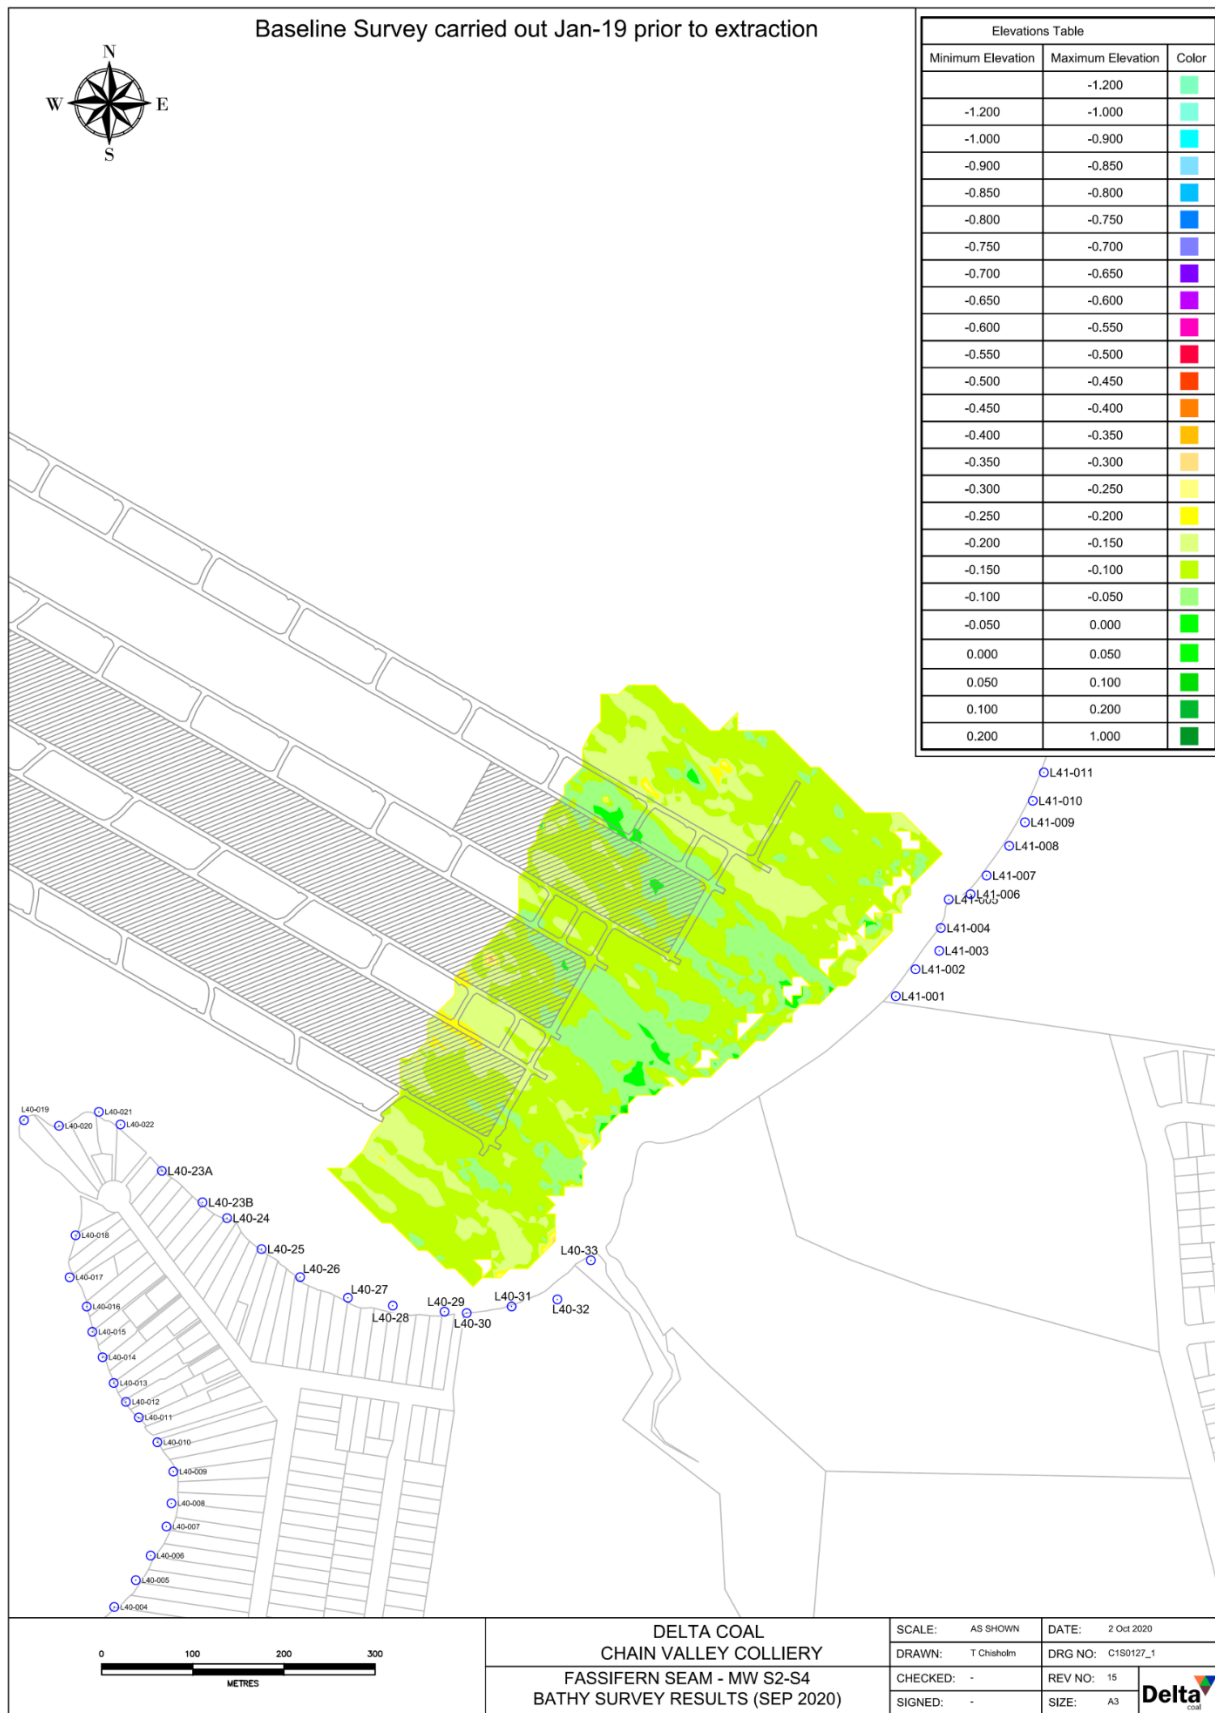 Baseline Survey carried out Jan-19 prior to extraction
N
W
E
S
Elevations Table
Minimum Elevation Maximum Elevation Color
-1.200
-1.200 -1.000
-1.000 -0.900
-0.900 -0.850
-0.850 -0.800
-0.800 -0.750
-0.750 -0.700
-0.700 -0.650
-0.650 -0.600
-0.600 -0.550
-0.550 -0.500
-0.500 -0.450
-0.450 -0.400
-0.400 -0.350
-0.350 -0.300
-0.300 -0.250
-0.250 -0.200
-0.200 -0.150
-0.150 -0.100
-0.100 -0.050
-0.050 0.000
0.000 0.050
0.050 0.100
0.100 0.200
0.200 1.000
L41-011
L41-010
L41-009
L41-008
L41-007
L41-006
L41-005
L41-004
L41-003
L41-002
L41-001
L40-019
L40-020
L40-021
L40-022
L40-23A
L40-23B
L40-24
L40-25
L40-26
L40-27
L40-28
L40-29
L40-30
L40-31
L40-32
L40-33
L40-018
L40-017
L40-016
L40-015
L40-014
L40-013
L40-012
L40-011
L40-010
L40-009
L40-008
L40-007
L40-006
L40-005
L40-004
0 100 200 300
METRES
DELTA COAL
CHAIN VALLEY COLLIERY
FASSIFERN SEAM - MW S2-S4
BATHY SURVEY RESULTS (SEP 2020)
SCALE: AS SHOWN DATE: 2 Oct 2020
DRAWN: T Chisholm DRG NO: C1S0127_1
CHECKED: - REV NO: 15
SIGNED: - SIZE: A3
Delta
coal